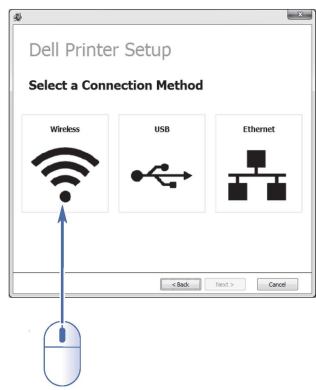 Dell Printer Setup
Select a Connection Method
Wireless USB Ethernet
< Back Next > Cancel